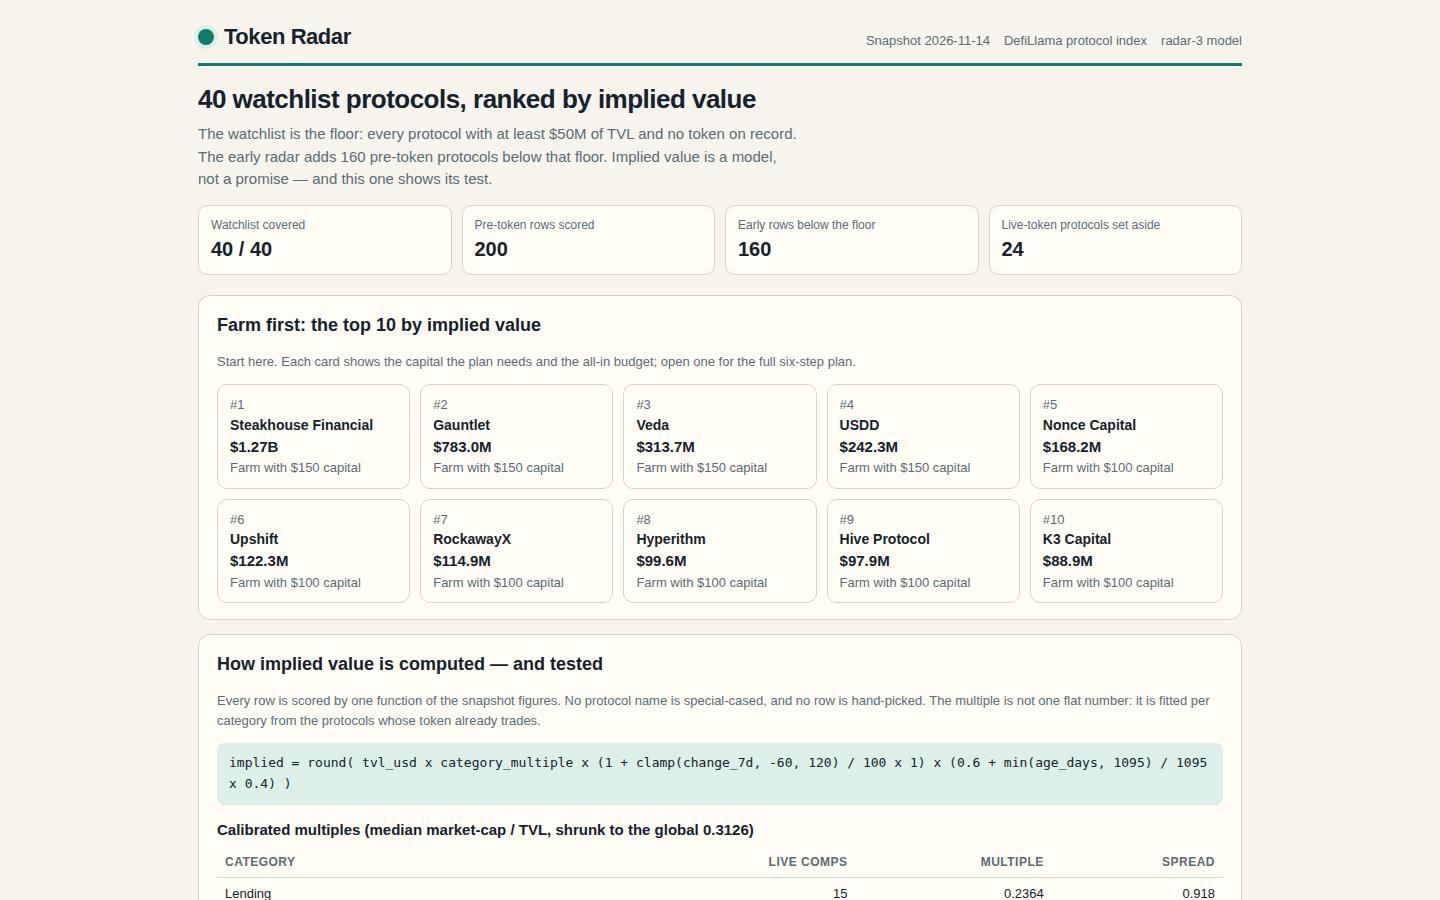 Token Radar
Snapshot 2026-11-14 DefiLlama protocol index radar-3 model
40 watchlist protocols, ranked by implied value
The watchlist is the floor: every protocol with at least $50M of TVL and no token on record.
The early radar adds 160 pre-token protocols below that floor. Implied value is a model,
not a promise — and this one shows its test.
Watchlist covered
40 / 40
Pre-token rows scored
200
Early rows below the floor
160
Live-token protocols set aside
24
Farm first: the top 10 by implied value
Start here. Each card shows the capital the plan needs and the all-in budget; open one for the full six-step plan.
#1
Steakhouse Financial
$1.27B
Farm with $150 capital
#2
Gauntlet
$783.0M
Farm with $150 capital
#3
Veda
$313.7M
Farm with $150 capital
#4
USDD
$242.3M
Farm with $150 capital
#5
Nonce Capital
$168.2M
Farm with $100 capital
#6
Upshift
$122.3M
Farm with $100 capital
#7
RockawayX
$114.9M
Farm with $100 capital
#8
Hyperithm
$99.6M
Farm with $100 capital
#9
Hive Protocol
$97.9M
Farm with $100 capital
#10
K3 Capital
$88.9M
Farm with $100 capital
How implied value is computed — and tested
Every row is scored by one function of the snapshot figures. No protocol name is special-cased, and no row is hand-picked. The multiple is not one flat number: it is fitted per
category from the protocols whose token already trades.
implied = round( tvl_usd x category_multiple x (1 + clamp(change_7d, -60, 120) / 100 x 1) x (0.6 + min(age_days, 1095) / 1095
x 0.4) )
Calibrated multiples (median market-cap / TVL, shrunk to the global 0.3126)
CATEGORY LIVE COMPS MULTIPLE SPREAD
Lending 15 0.2364 0.918